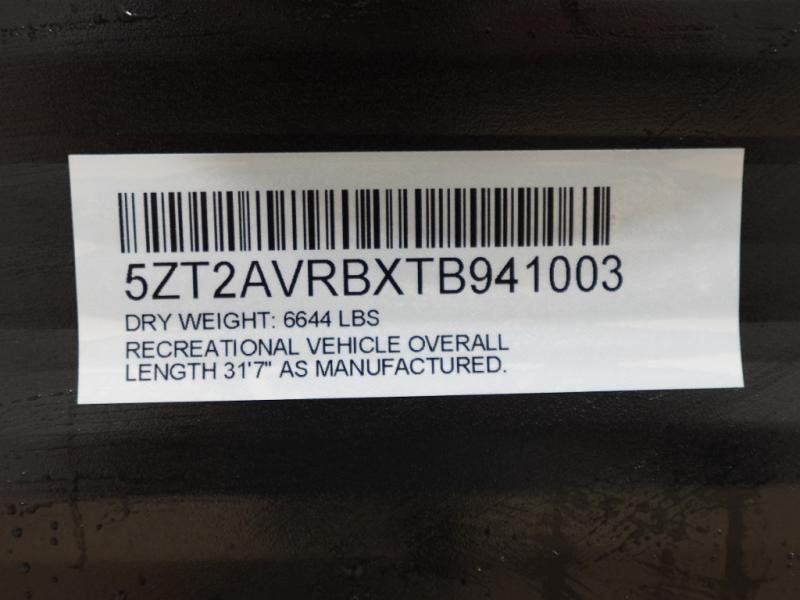 5ZT2AVRBXTB941003
DRY WEIGHT: 6644 LBS
RECREATIONAL VEHICLE OVERALL
LENGTH 31'7" AS MANUFACTURED.